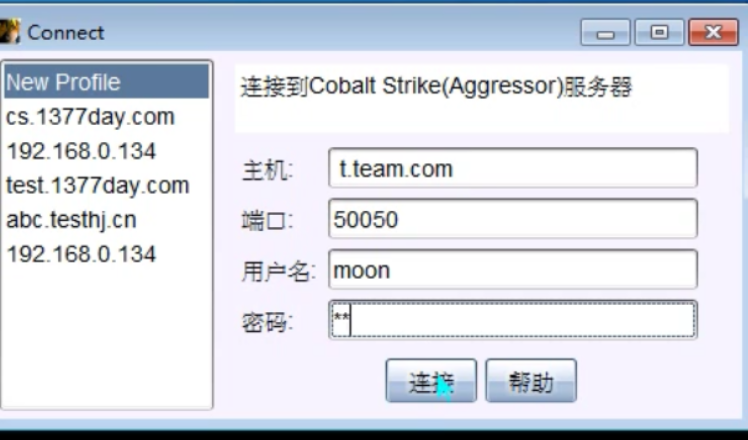 Connect
New Profile
cs.1377day.com
192.168.0.134
test.1377day.com
abc.testhj.cn
192.168.0.134
连接到Cobalt Strike(Aggressor)服务器
主机: t.team.com
端口: 50050
用户名: moon
密码: **
连接 帮助